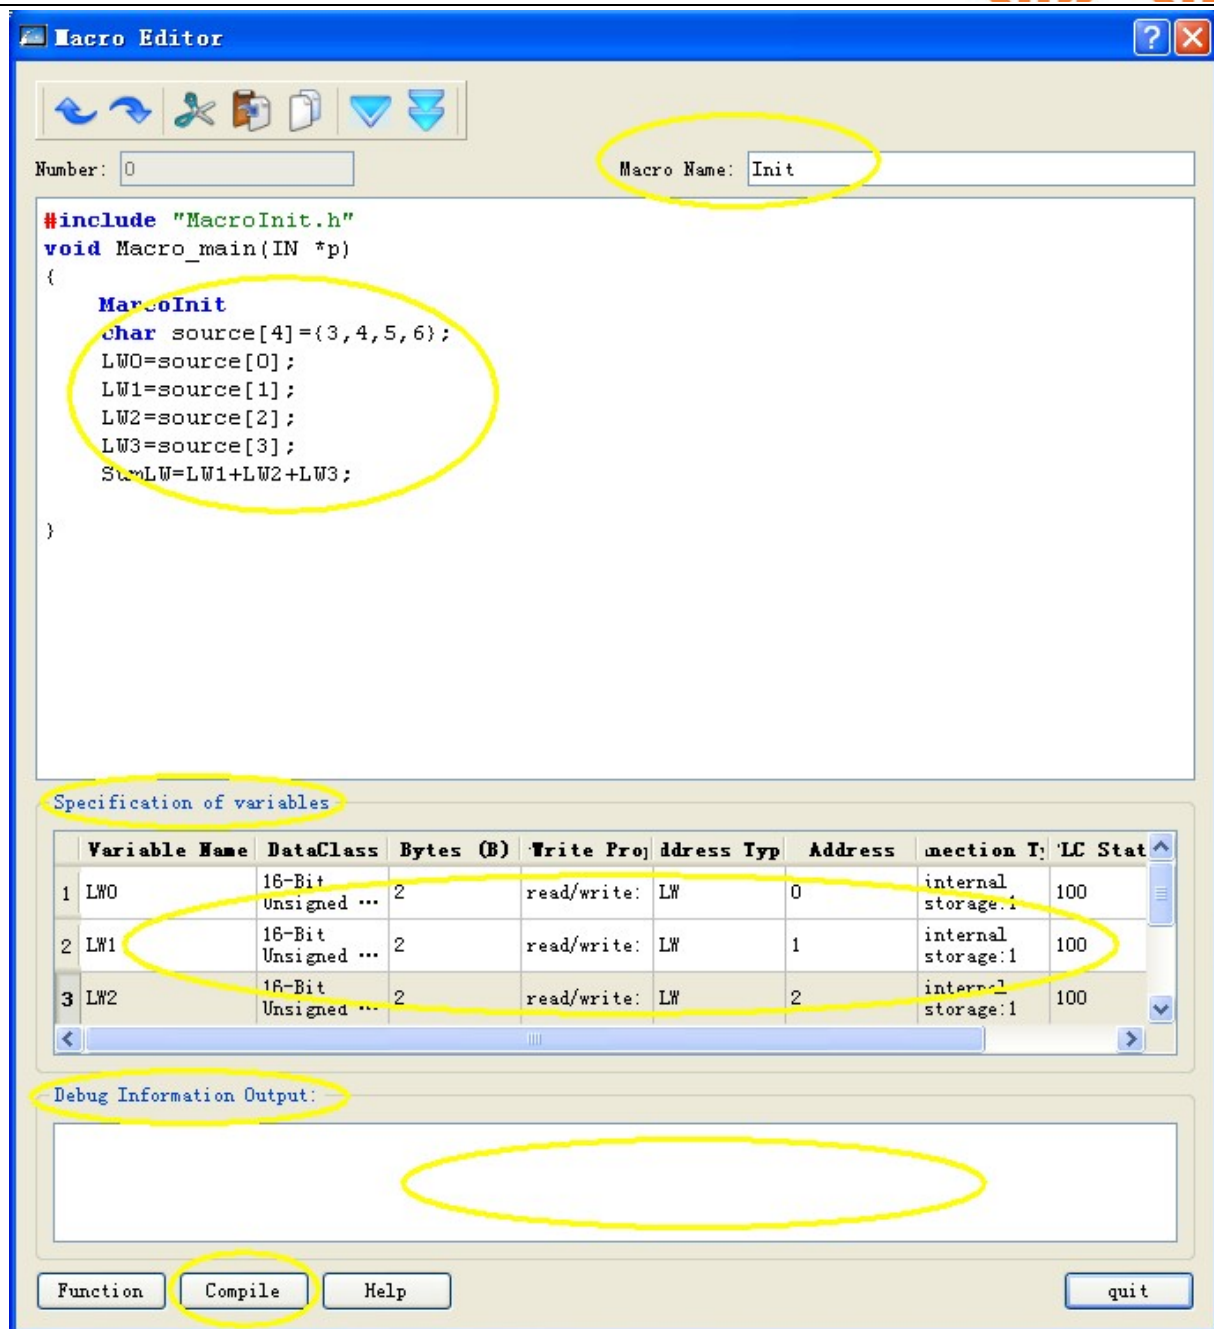 Macro Editor
Number: 0 Macro Name: Init
#include "MacroInit.h"
void Macro_main(IN *p)
{
MarcoInit
char source[4]={3,4,5,6};
LW0=source[0];
LW1=source[1];
LW2=source[2];
LW3=source[3];
SumLW=LW1+LW2+LW3;
}
Specification of variables
Variable Name DataClass Bytes (B) Write Pro ddress Typ Address nection T LC Stat
1 LW0 16-Bit Unsigned ... 2 read/write: LW 0 internal storage:1 100
2 LW1 16-Bit Unsigned ... 2 read/write: LW 1 internal storage:1 100
3 LW2 16-Bit Unsigned ... 2 read/write: LW 2 internal storage:1 100
Debug Information Output:
Function Compile Help quit